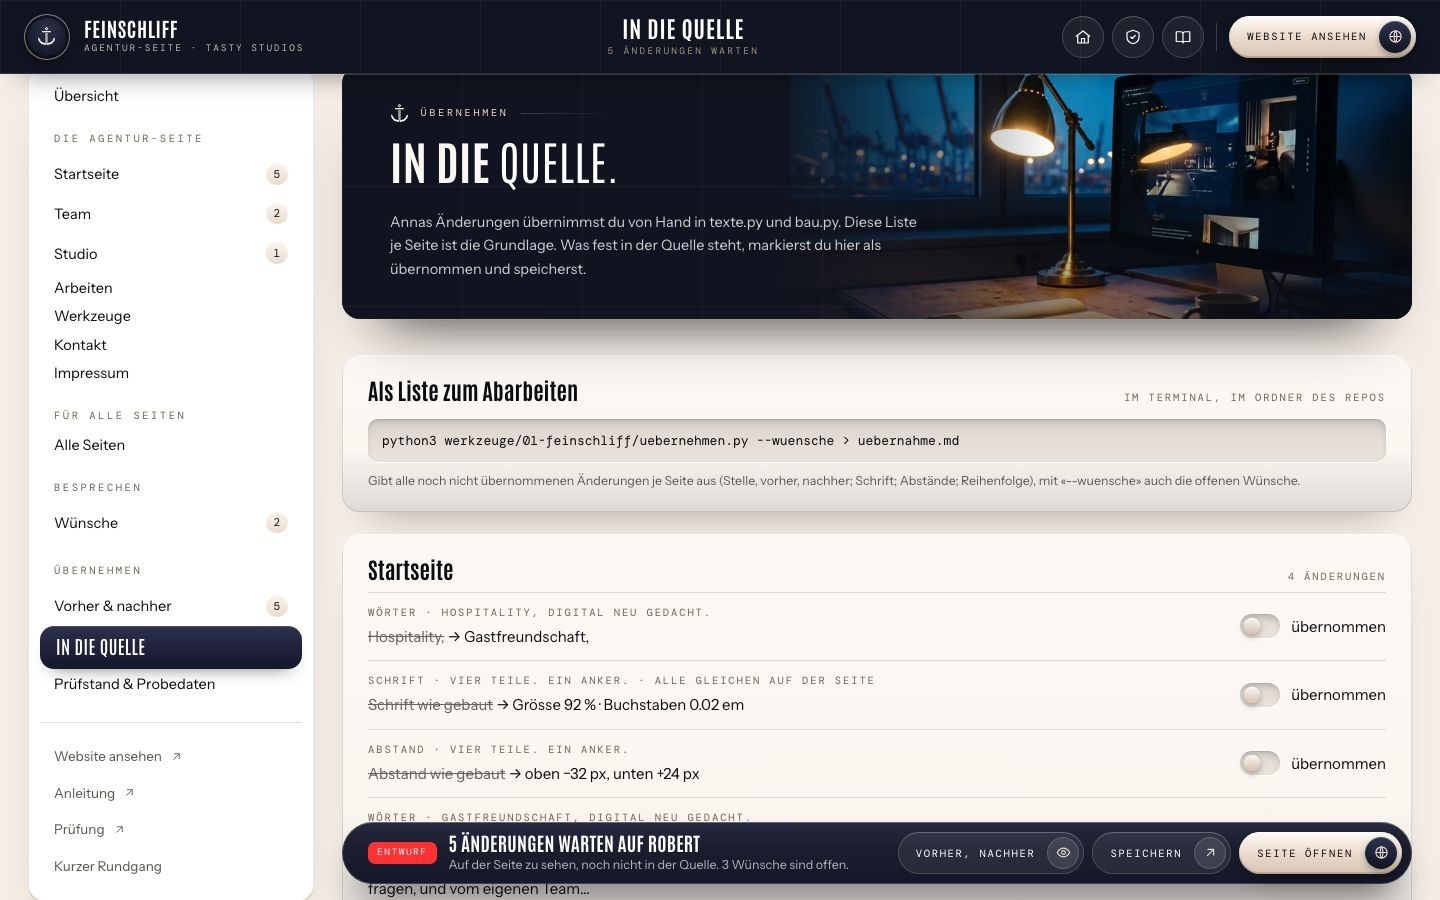 FEINSCHLIFF
AGENTUR-SEITE · TASTY STUDIOS
IN DIE QUELLE
5 ÄNDERUNGEN WARTEN
WEBSITE ANSEHEN
Übersicht
DIE AGENTUR-SEITE
Startseite 5
Team 2
Studio 1
Arbeiten
Werkzeuge
Kontakt
Impressum
FÜR ALLE SEITEN
Alle Seiten
BESPRECHEN
Wünsche 2
ÜBERNEHMEN
Vorher & nachher 5
IN DIE QUELLE
Prüfstand & Probedaten
Website ansehen ↗
Anleitung ↗
Prüfung ↗
Kurzer Rundgang
ÜBERNEHMEN
IN DIE QUELLE.
Annas Änderungen übernimmst du von Hand in texte.py und bau.py. Diese Liste
je Seite ist die Grundlage. Was fest in der Quelle steht, markierst du hier als
übernommen und speicherst.
Als Liste zum Abarbeiten
IM TERMINAL, IM ORDNER DES REPOS
python3 werkzeuge/01-feinschliff/uebernehmen.py --wuensche > uebernahme.md
Gibt alle noch nicht übernommenen Änderungen je Seite aus (Stelle, vorher, nachher; Schrift; Abstände; Reihenfolge), mit «--wuensche» auch die offenen Wünsche.
Startseite
4 ÄNDERUNGEN
WÖRTER · HOSPITALITY, DIGITAL NEU GEDACHT.
Hospitality, → Gastfreundschaft,
übernommen
SCHRIFT · VIER TEILE. EIN ANKER. · ALLE GLEICHEN AUF DER SEITE
Schrift wie gebaut → Grösse 92 % · Buchstaben 0.02 em
übernommen
ABSTAND · VIER TEILE. EIN ANKER.
Abstand wie gebaut → oben −32 px, unten +24 px
übernommen
WÖRTER · GASTFREUNDSCHAFT, DIGITAL NEU GEDACHT.
ENTWURF
5 ÄNDERUNGEN WARTEN AUF ROBERT
Auf der Seite zu sehen, noch nicht in der Quelle. 3 Wünsche sind offen.
VORHER, NACHHER
SPEICHERN
SEITE ÖFFNEN
fragen, und vom eigenen Team...